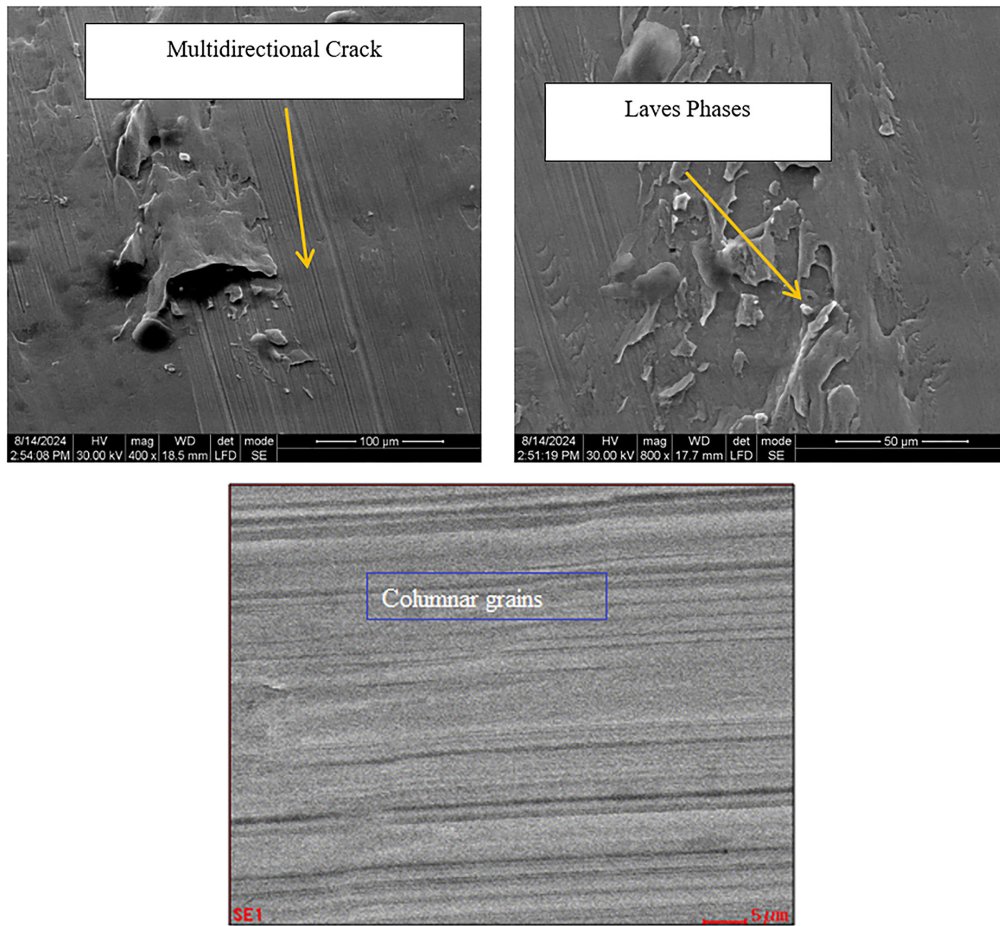 Multidirectional Crack
Laves Phases
8/14/2024 HV mag WD det mode 100 µm
2:54:08 PM 30.00 kV 400 x 18.5 mm LFD SE
8/14/2024 HV mag WD det mode 50 µm
2:51:19 PM 30.00 kV 800 x 17.7 mm LFD SE
Columnar grains
SE1 5 µm